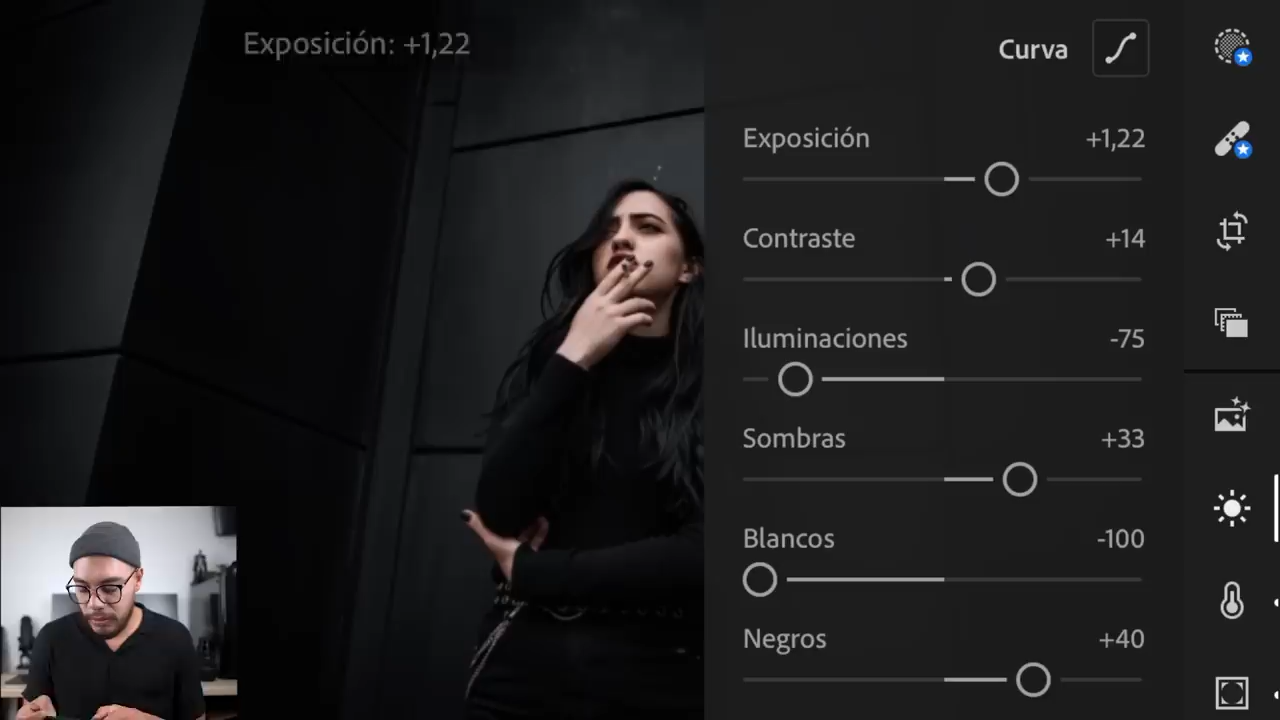 Exposición: +1,22
Curva
Exposición +1,22
Contraste +14
Iluminaciones -75
Sombras +33
Blancos -100
Negros +40